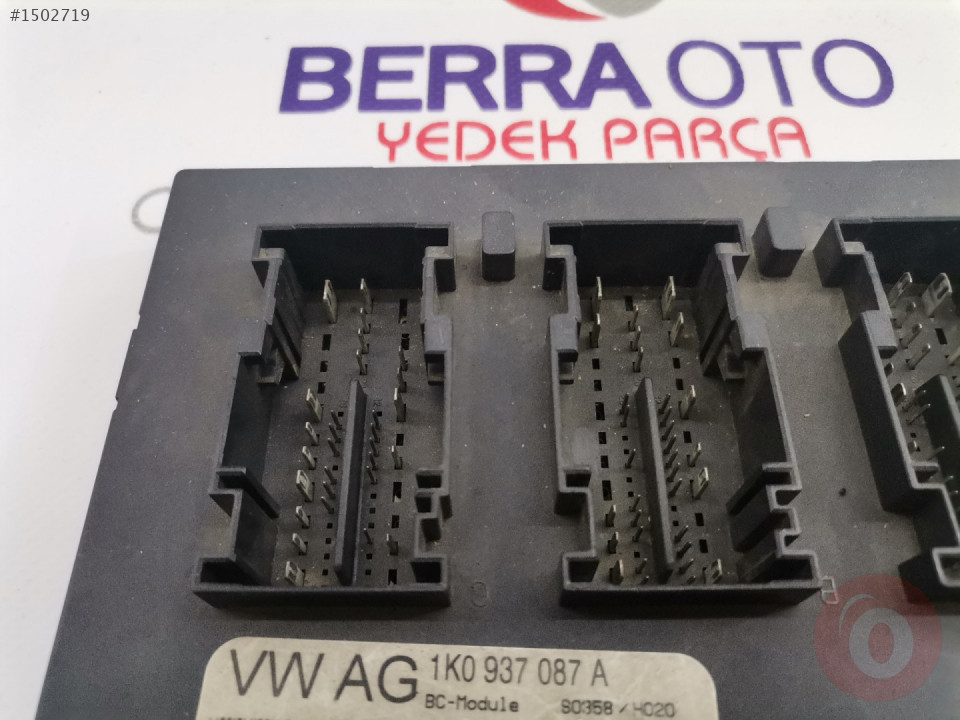 #1502719
BERRA OTO
YEDEK PARÇA
VW AG 1K0 937 087 A
BC-Module S0358/H020